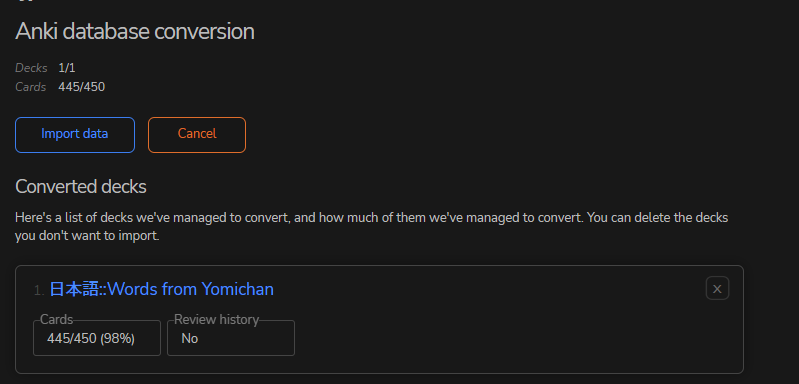 Anki database conversion
Decks 1/1
Cards 445/450
Import data Cancel
Converted decks
Here's a list of decks we've managed to convert, and how much of them we've managed to convert. You can delete the decks
you don't want to import.
1. 日本語::Words from Yomichan X
Cards Review history
445/450 (98%) No